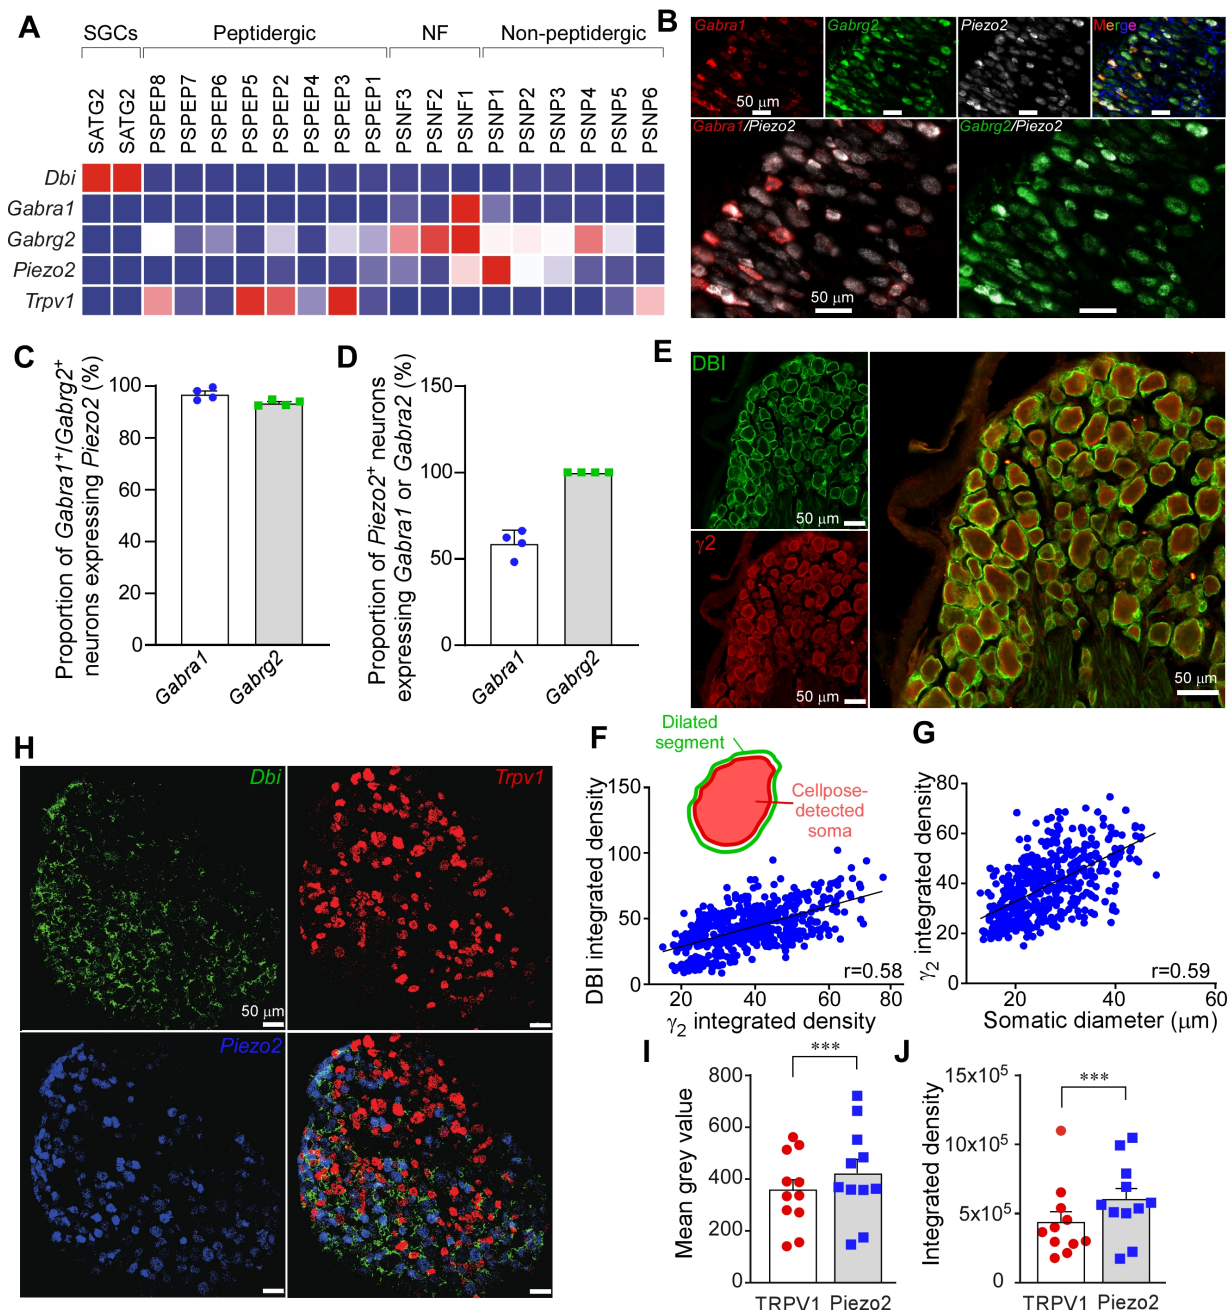 A
SGCs
Peptidergic
NF
Non-peptidergic
SATG2
SATG2
PSPEP8
PSPEP7
PSPEP6
PSPEP5
PSPEP2
PSPEP4
PSPEP3
PSPEP1
PSNF3
PSNF2
PSNF1
PSNP1
PSNP2
PSNP3
PSNP4
PSNP5
PSNP6
Dbi
Gabra1
Gabrg2
Piezo2
Trpv1
B
Gabra1
50 μm
Gabrg2
Piezo2
Merge
Gabra1/Piezo2
50 μm
Gabrg2/Piezo2
C
Proportion of Gabra1+/Gabrg2+
neurons expressing Piezo2 (%)
100
80
60
40
20
0
Gabra1
Gabrg2
D
Proportion of Piezo2+ neurons
expressing Gabra1 or Gabra2 (%)
150
100
50
0
Gabra1
Gabrg2
E
DBI
50 μm
γ2
50 μm
50 μm
H
Dbi
50 μm
Trpv1
Piezo2
F
Dilated
segment
Cellpose-
detected
soma
DBI integrated density
150
100
50
0
r=0.58
20
40
60
80
γ2 integrated density
G
γ2 integrated density
80
60
40
20
0
r=0.59
20
40
60
Somatic diameter (μm)
I
***
Mean grey value
800
600
400
200
0
TRPV1
Piezo2
J
***
Integrated density
15x10⁵
10x10⁵
5x10⁵
0
TRPV1
Piezo2